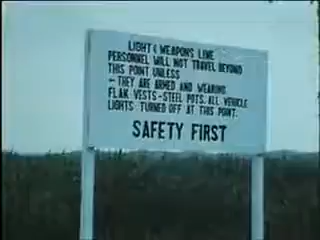 LIGHT & WEAPONS LINE
PERSONNEL WILL NOT TRAVEL BEYOND
THIS POINT UNLESS
- THEY ARE ARMED AND WEARING
FLAK VESTS-STEEL POTS. ALL VEHICLE
LIGHTS TURNED OFF AT THIS POINT.
SAFETY FIRST